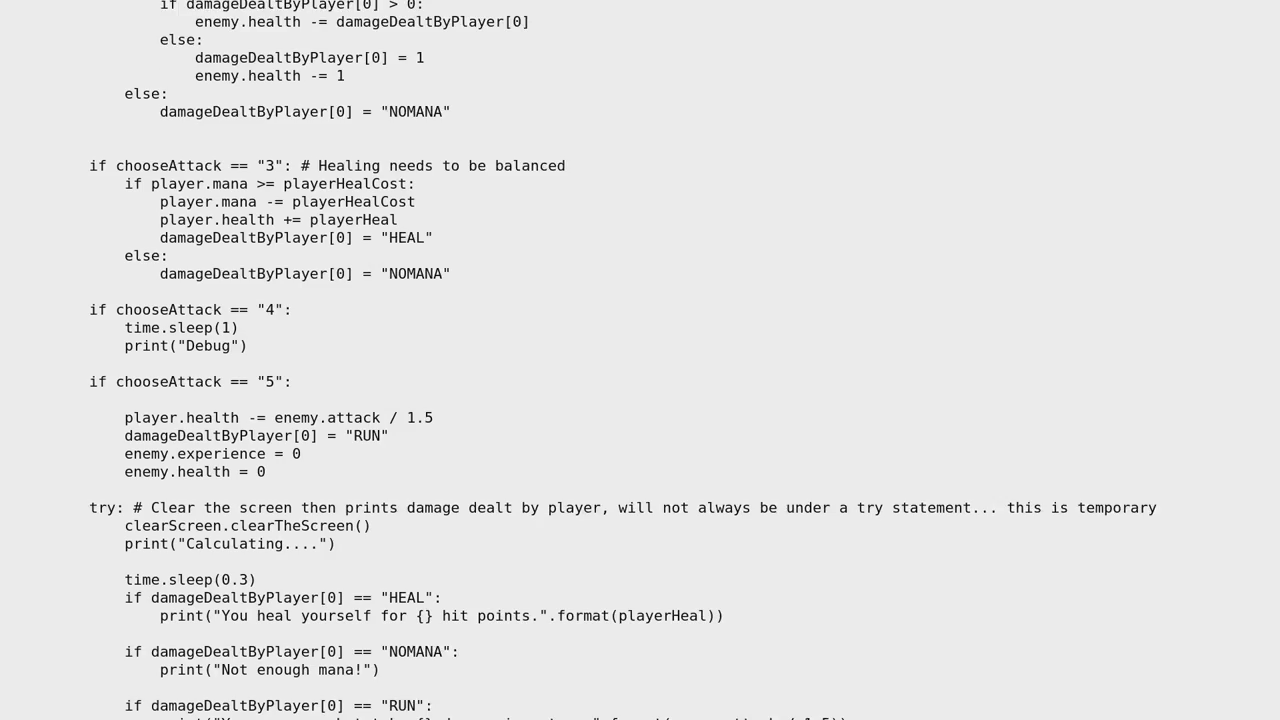 if damageDealtByPlayer[0] > 0:
enemy.health -= damageDealtByPlayer[0]
else:
damageDealtByPlayer[0] = 1
enemy.health -= 1
else:
damageDealtByPlayer[0] = "NOMANA"
if chooseAttack == "3": # Healing needs to be balanced
if player.mana >= playerHealCost:
player.mana -= playerHealCost
player.health += playerHeal
damageDealtByPlayer[0] = "HEAL"
else:
damageDealtByPlayer[0] = "NOMANA"
if chooseAttack == "4":
time.sleep(1)
print("Debug")
if chooseAttack == "5":
player.health -= enemy.attack / 1.5
damageDealtByPlayer[0] = "RUN"
enemy.experience = 0
enemy.health = 0
try: # Clear the screen then prints damage dealt by player, will not always be under a try statement... this is temporary
clearScreen.clearTheScreen()
print("Calculating....")
time.sleep(0.3)
if damageDealtByPlayer[0] == "HEAL":
print("You heal yourself for {} hit points.".format(playerHeal))
if damageDealtByPlayer[0] == "NOMANA":
print("Not enough mana!")
if damageDealtByPlayer[0] == "RUN":